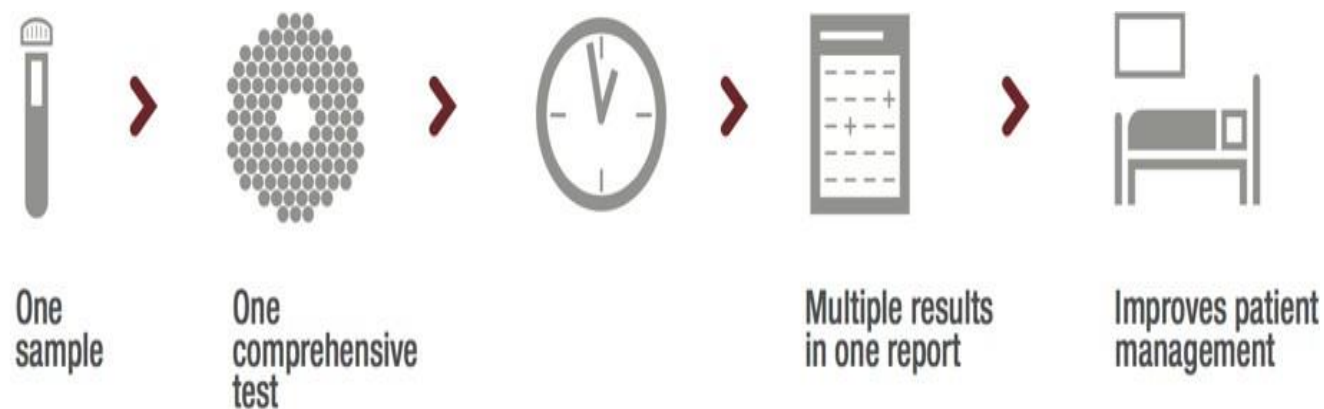 One
sample
One
comprehensive
test
Multiple results
in one report
Improves patient
management